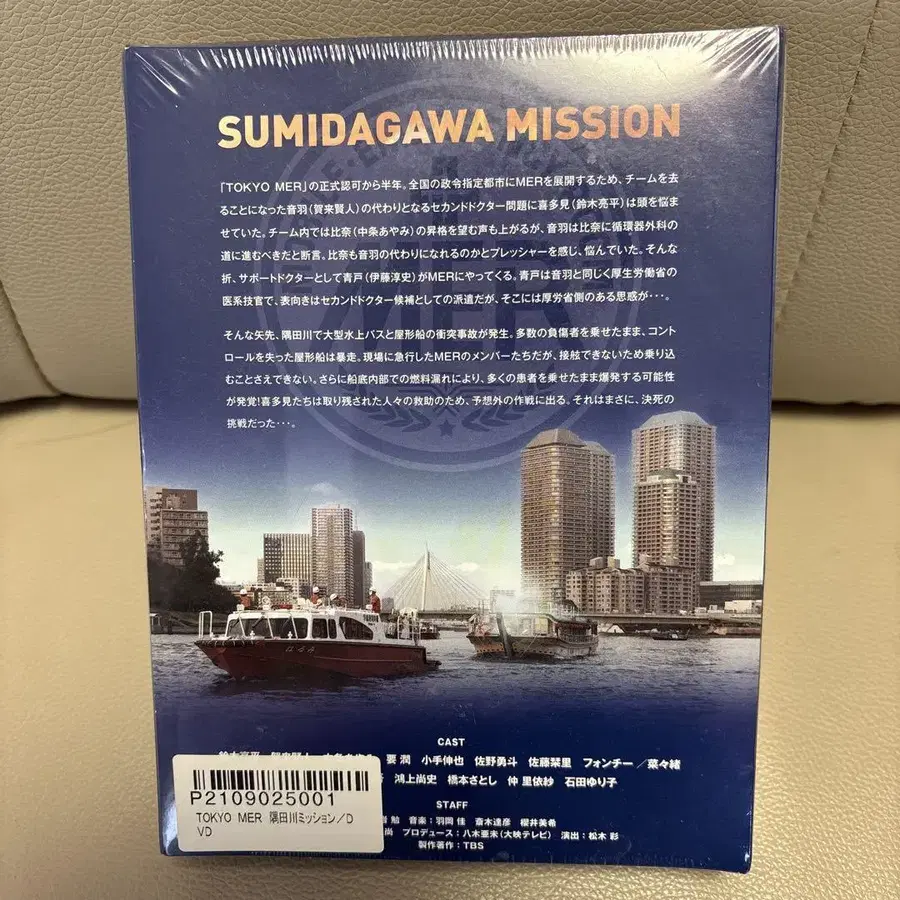 SUMIDAGAWA MISSION
「TOKYO MER」の正式認可から半年。全国の政令指定都市にMERを展開するため、チームを去
ることになった音羽(賀来賢人)の代わりとなるセカンドドクター問題に喜多見(鈴木亮平)は頭を悩ま
せていた。チーム内では比奈(中条あやみ)の昇格を望む声も上がるが、音羽は比奈に循環器外科の
道に進むべきだと断言。比奈も音羽の代わりになれるのかとプレッシャーを感じ、悩んでいた。そんな
折、サポートドクターとして青戸(伊藤淳史)がMERにやってくる。青戸は音羽と同じく厚生労働省の
医系技官で、表向きはセカンドドクター候補としての派遣だが、そこには厚労省側のある思惑が・・・。
そんな矢先、隅田川で大型水上バスと屋形船の衝突事故が発生。多数の負傷者を乗せたまま、コント
ロールを失った屋形船は暴走。現場に急行したMERのメンバーたちだが、接舷できないため乗り込
むことさえできない。さらに船底内部での燃料漏れにより、多くの患者を乗せたまま爆発する可能性
が発覚!喜多見たちは取り残された人々の救助のため、予想外の作戦に出る。それはまさに、決死の
挑戦だった・・・。
MER
はるみ
CAST
要 潤 小手伸也 佐野勇斗 佐藤栞里 フォンチー/菜々緒
鴻上尚史 橋本さとし 仲 里依紗 石田ゆり子
STAFF
勉 音楽:羽岡 佳 斎木達彦 櫻井美希
尚 プロデュース:八木亜未(大映テレビ) 演出:松木 彩
製作著作:TBS
P2109025001
TOKYO MER 隅田川ミッション/D
VD